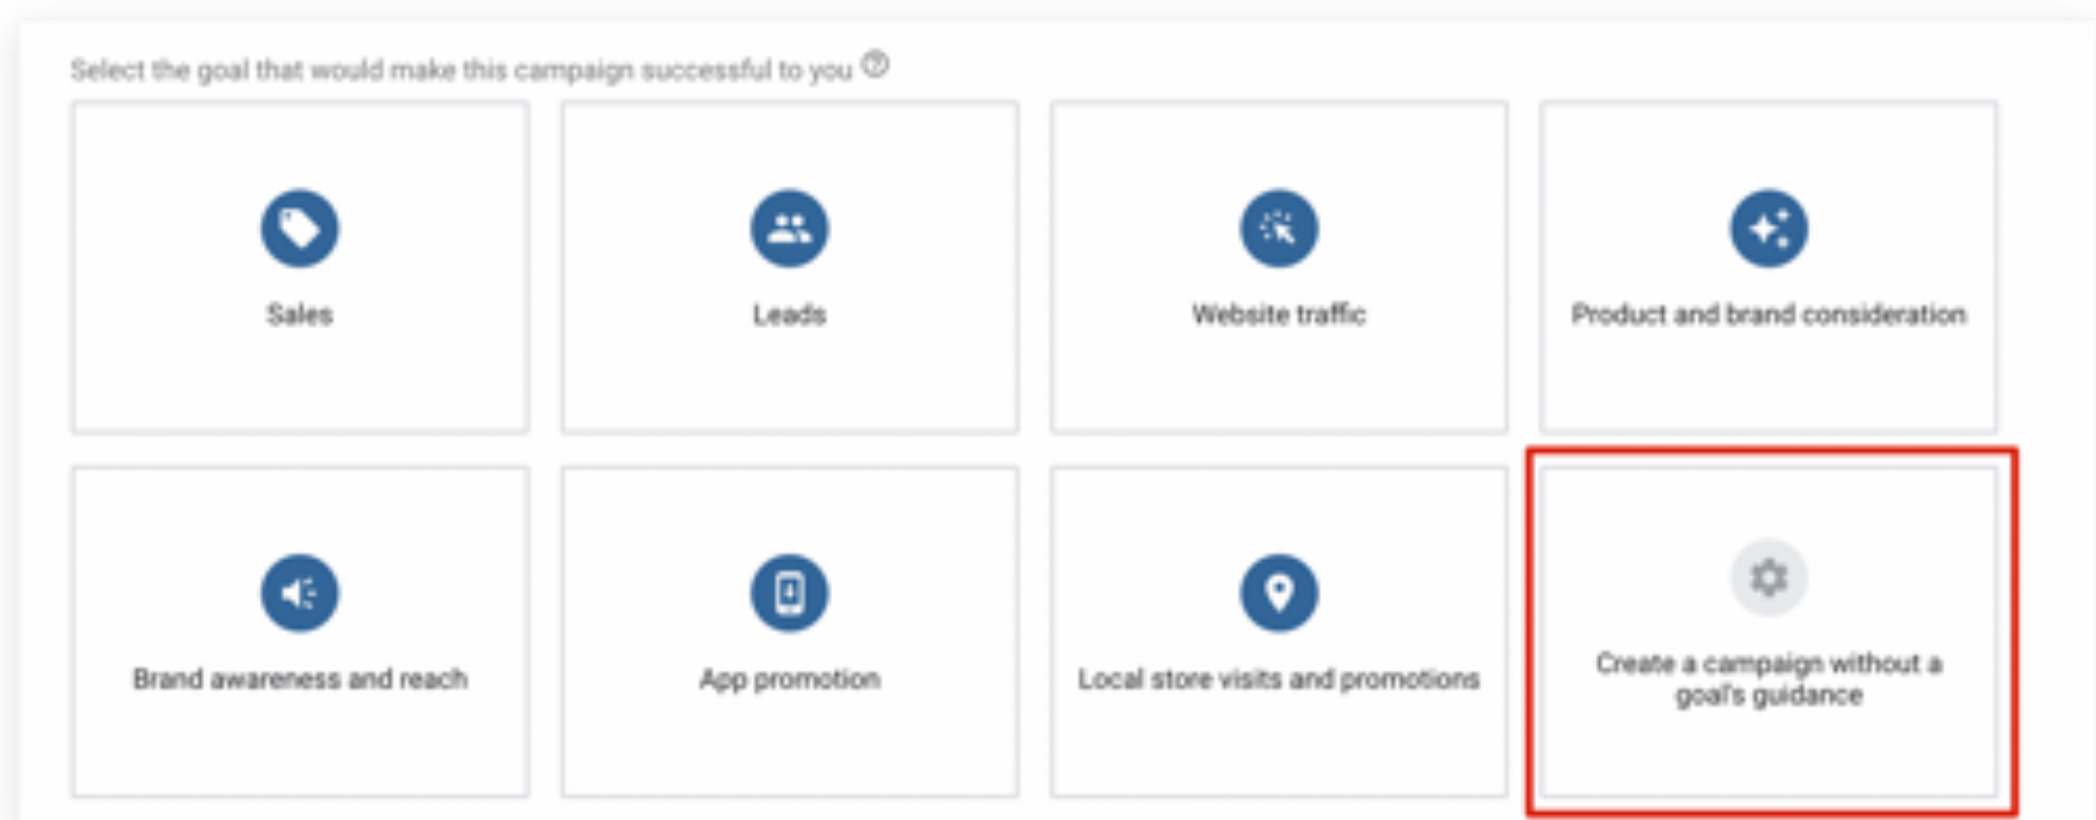 Select the goal that would make this campaign successful to you
Sales
Leads
Website traffic
Product and brand consideration
Brand awareness and reach
App promotion
Local store visits and promotions
Create a campaign without a
goal's guidance